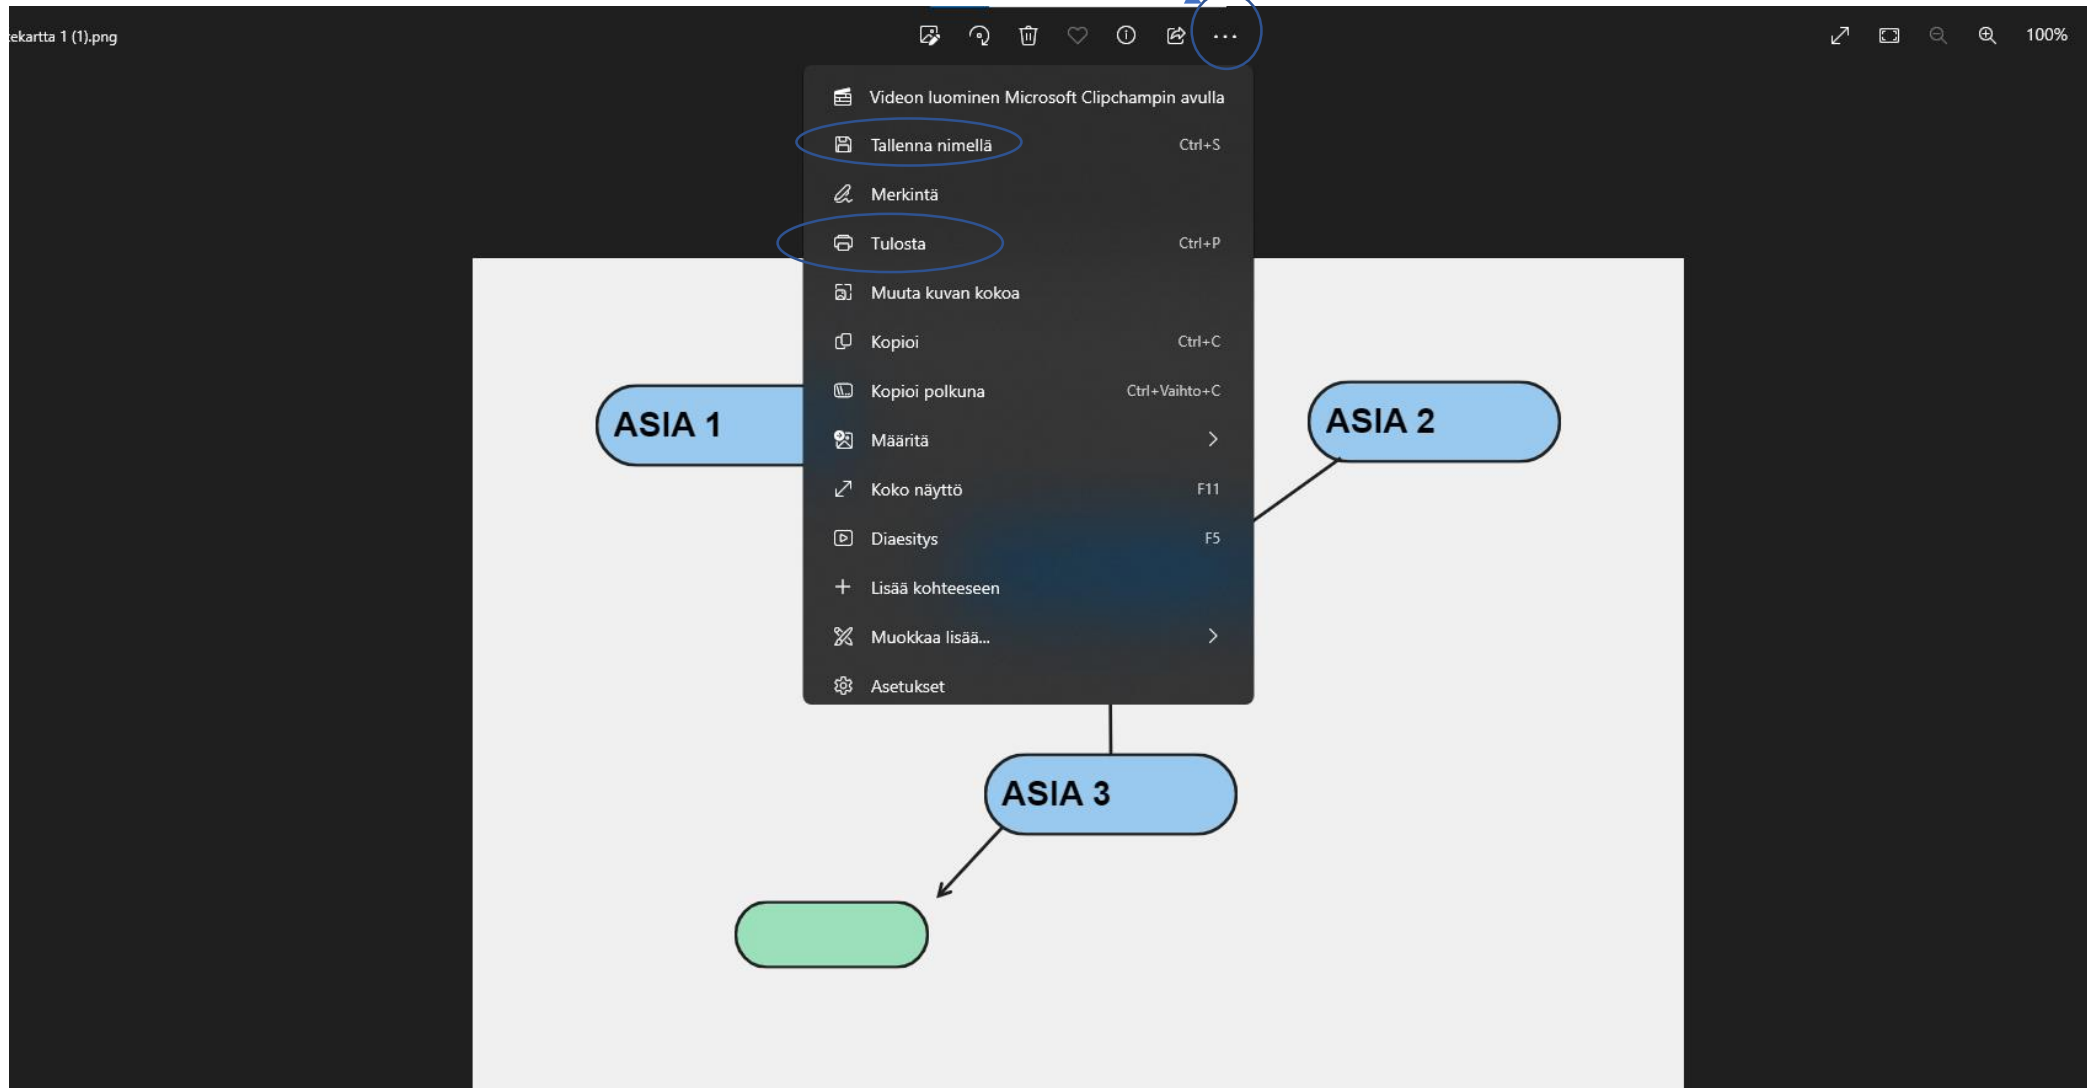 ekartta 1 (1).png
100%
Videon luominen Microsoft Clipchampin avulla
Tallenna nimellä Ctrl+S
Merkintä
Tulosta Ctrl+P
Muuta kuvan kokoa
Kopioi Ctrl+C
Kopioi polkuna Ctrl+Vaihto+C
Määritä
Koko näyttö F11
Diaesitys F5
Lisää kohteeseen
Muokkaa lisää...
Asetukset
ASIA 1
ASIA 2
ASIA 3